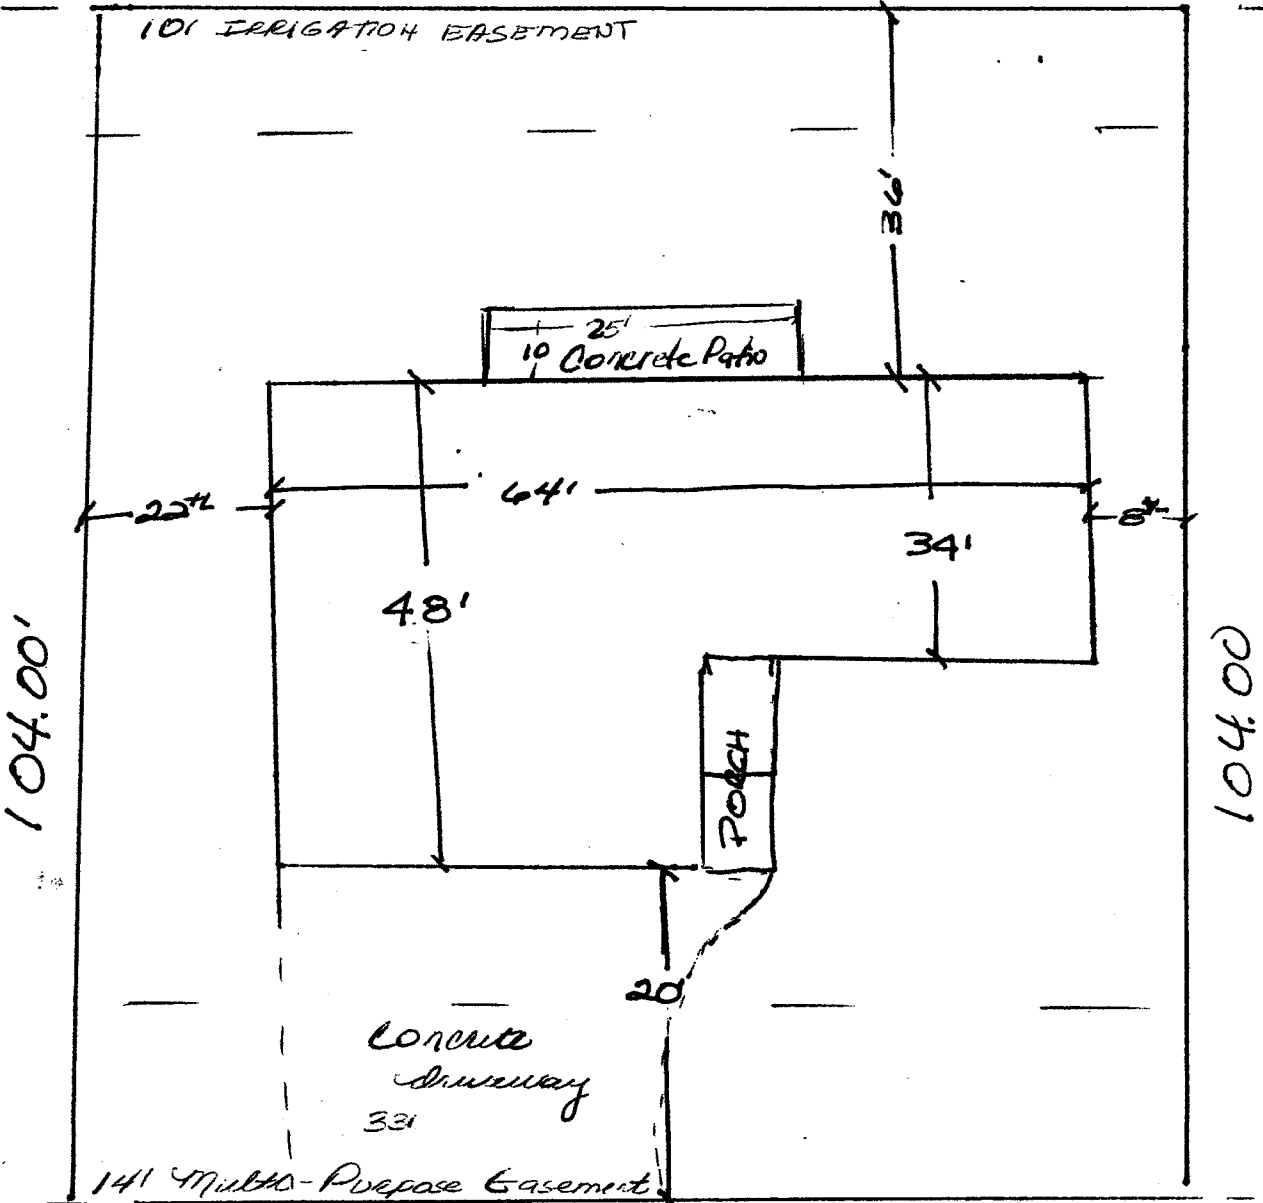 10' IRRIGATION EASEMENT
36'
25'
10 Concrete Patio
64'
22 +/-
8 +/-
34'
48'
104.00'
104.00
PORCH
20'
Concrete
driveway
33'
14' Multi-Purpose Easement